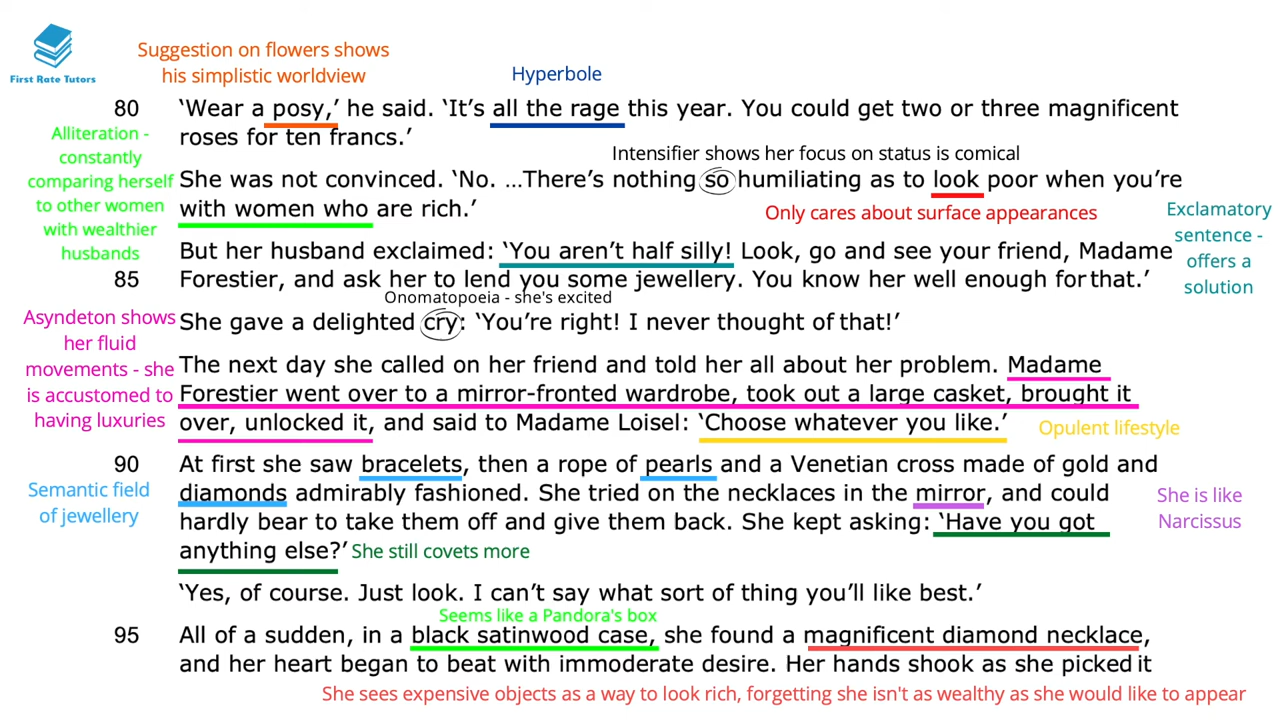 First Rate Tutors
Suggestion on flowers shows
his simplistic worldview
Hyperbole
80 ‘Wear a posy,’ he said. ‘It’s all the rage this year. You could get two or three magnificent
roses for ten francs.’
Alliteration -
constantly
comparing herself
to other women
with wealthier
husbands
Intensifier shows her focus on status is comical
She was not convinced. ‘No. ...There’s nothing so humiliating as to look poor when you’re
with women who are rich.’
Only cares about surface appearances
Exclamatory
sentence -
offers a
solution
But her husband exclaimed: ‘You aren’t half silly! Look, go and see your friend, Madame
85 Forestier, and ask her to lend you some jewellery. You know her well enough for that.’
Onomatopoeia - she's excited
She gave a delighted cry: ‘You’re right! I never thought of that!’
Asyndeton shows
her fluid
movements - she
is accustomed to
having luxuries
The next day she called on her friend and told her all about her problem. Madame
Forestier went over to a mirror-fronted wardrobe, took out a large casket, brought it
over, unlocked it, and said to Madame Loisel: ‘Choose whatever you like.’
Opulent lifestyle
90 At first she saw bracelets, then a rope of pearls and a Venetian cross made of gold and
diamonds admirably fashioned. She tried on the necklaces in the mirror, and could
hardly bear to take them off and give them back. She kept asking: ‘Have you got
anything else?’
Semantic field
of jewellery
She is like
Narcissus
She still covets more
‘Yes, of course. Just look. I can’t say what sort of thing you’ll like best.’
Seems like a Pandora's box
95 All of a sudden, in a black satinwood case, she found a magnificent diamond necklace,
and her heart began to beat with immoderate desire. Her hands shook as she picked it
She sees expensive objects as a way to look rich, forgetting she isn't as wealthy as she would like to appear